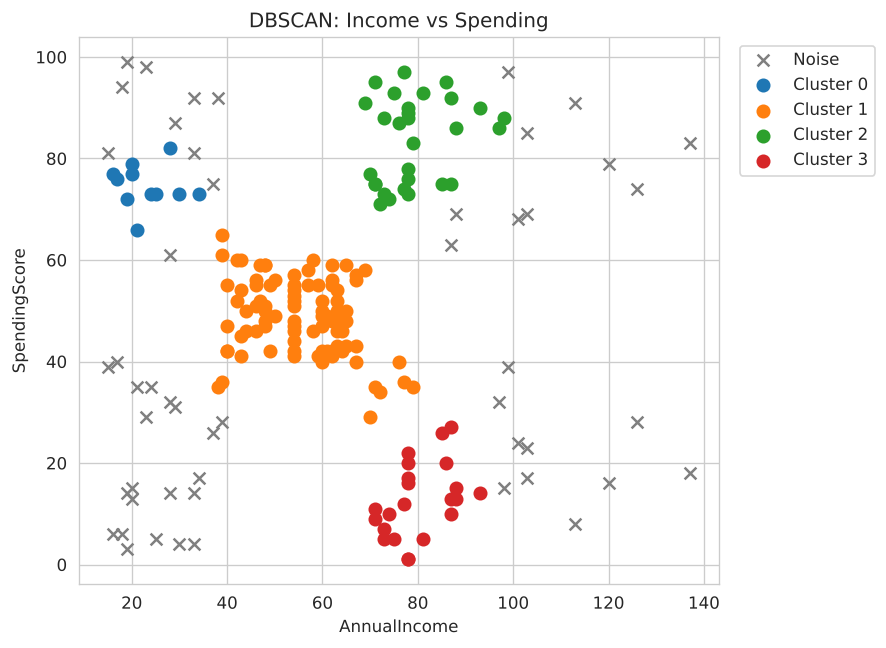 DBSCAN: Income vs Spending
Noise
Cluster 0
Cluster 1
Cluster 2
Cluster 3
100
80
60
40
20
0
SpendingScore
20 40 60 80 100 120 140
AnnualIncome